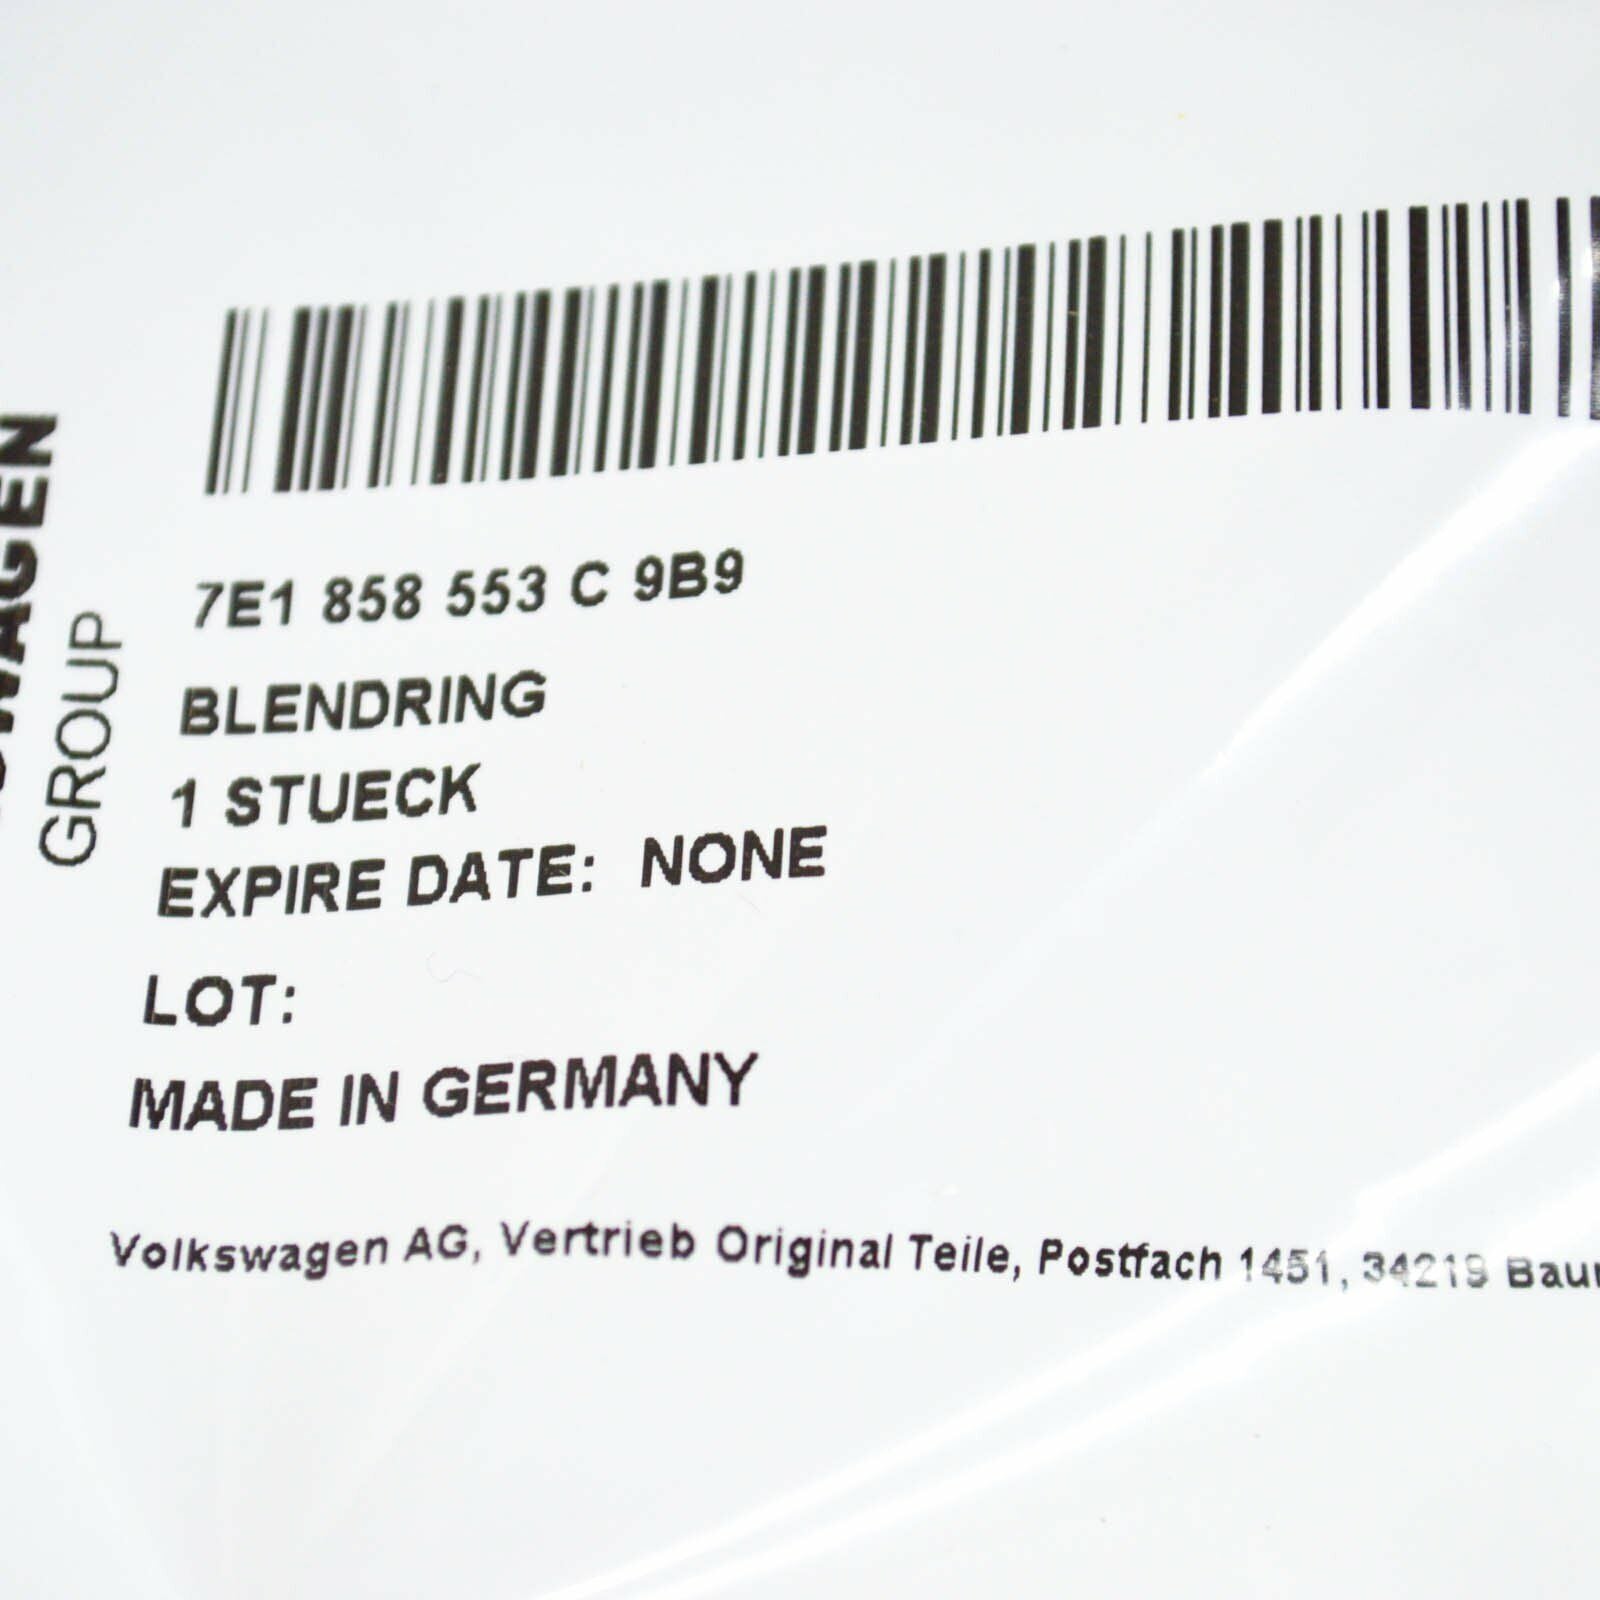 GROUP
7E1 858 553 C 9B9
BLENDRING
1 STUECK
EXPIRE DATE: NONE
LOT:
MADE IN GERMANY
Volkswagen AG, Vertrieb Original Teile, Postfach 1451, 34219